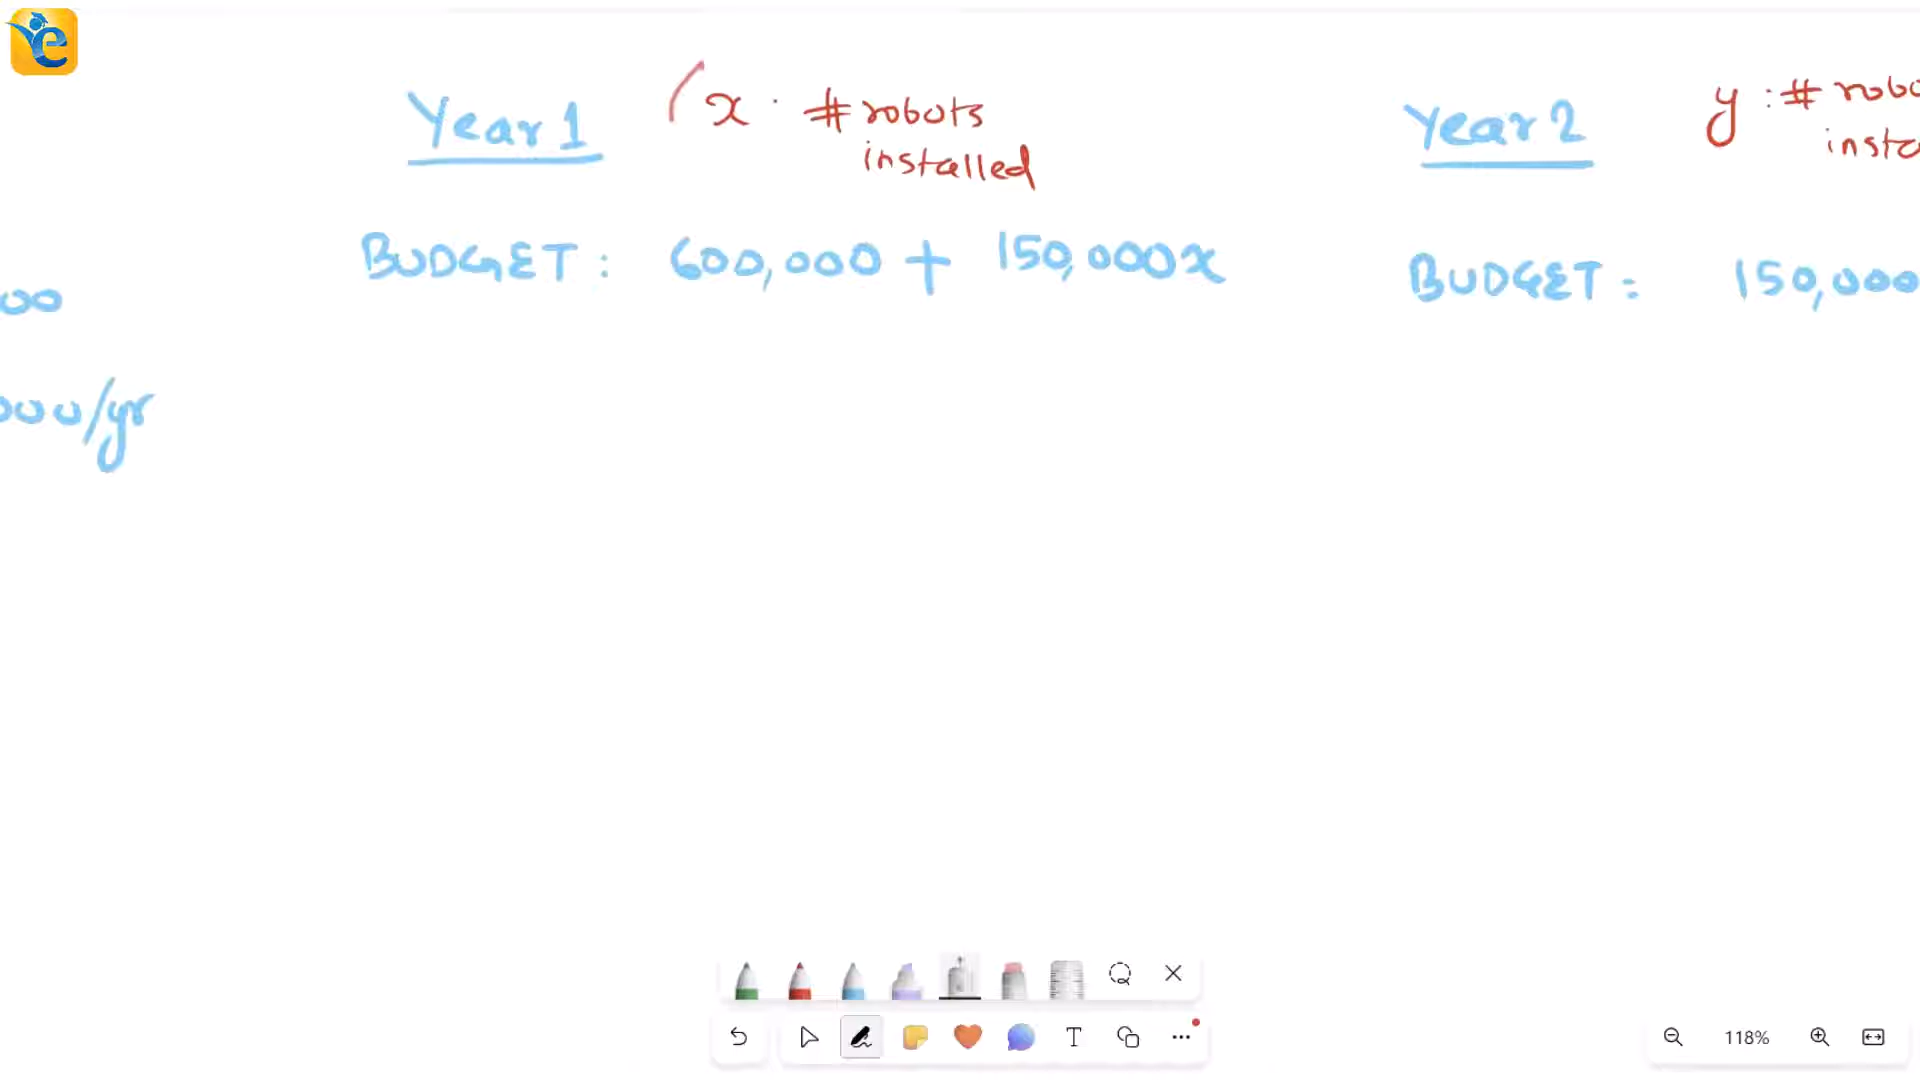 Year 1
x : # robots
installed
Year 2
y : # robo
insta
BUDGET : 600,000 + 150,000x
BUDGET : 150,000
00
000/yr
T
118%